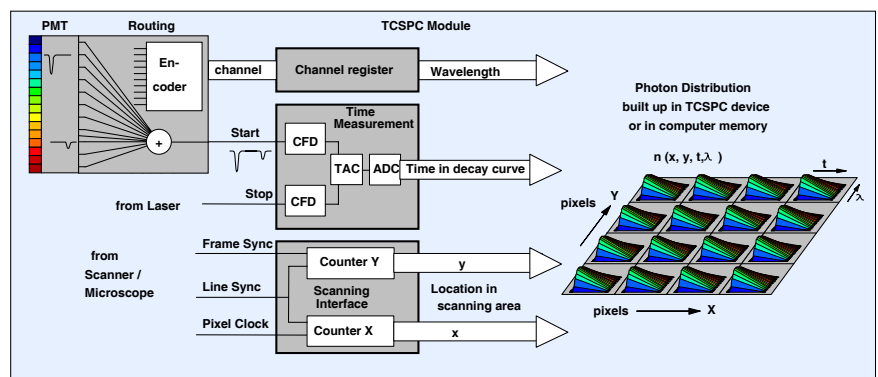 PMT
Routing
TCSPC Module
En-
coder
channel
Channel register
Wavelength
Time
Measurement
Start
CFD
+
TAC
ADC
Time in decay curve
Stop
CFD
from Laser
Frame Sync
Counter Y
y
from
Scanner /
Microscope
Line Sync
Scanning
Interface
Location in
scanning area
Pixel Clock
Counter X
x
Photon Distribution
built up in TCSPC device
or in computer memory
n (x, y, t,λ )
t
λ
Y
pixels
pixels
X